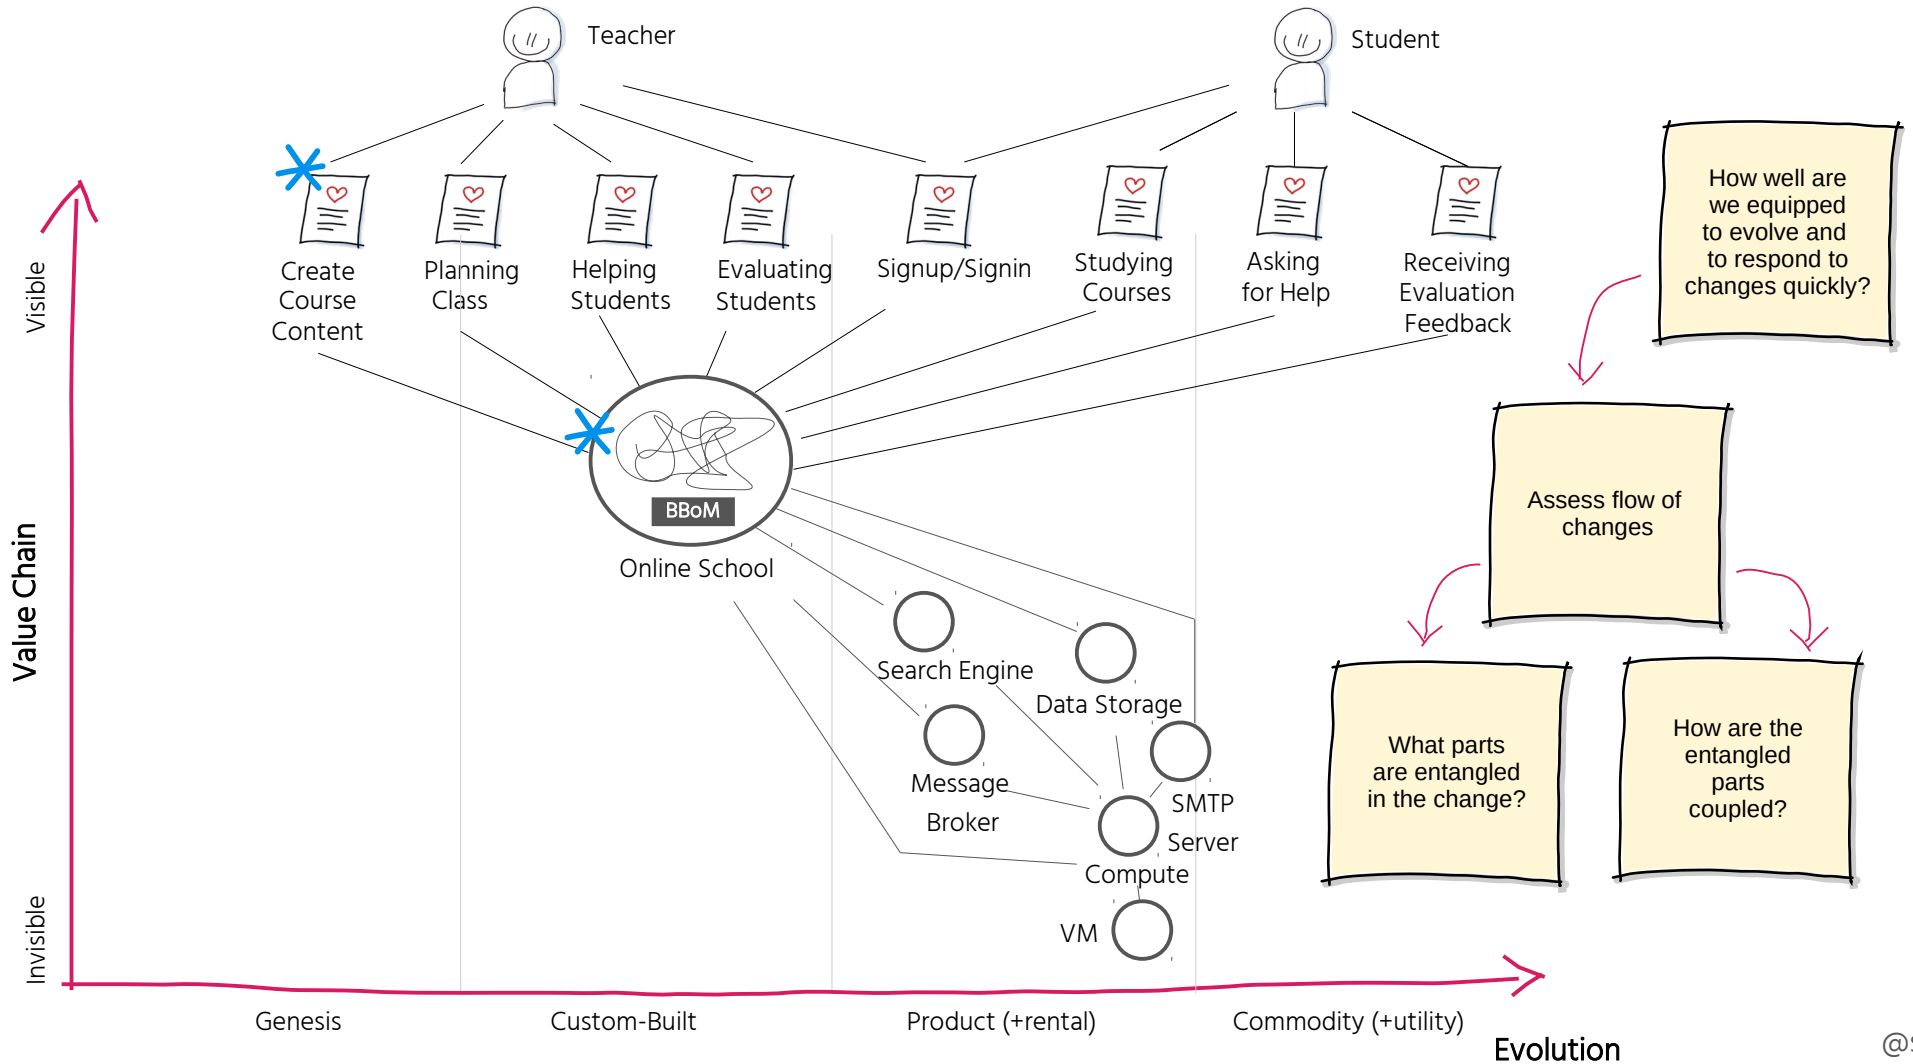 Teacher
Student
Create
Course
Content
Planning
Class
Helping
Students
Evaluating
Students
Signup/Signin
Studying
Courses
Asking
for Help
Receiving
Evaluation
Feedback
How well are
we equipped
to evolve and
to respond to
changes quickly?
Assess flow of
changes
What parts
are entangled
in the change?
How are the
entangled
parts
coupled?
BBoM
Online School
Search Engine
Data Storage
Message
Broker
SMTP
Server
Compute
VM
Visible
Value Chain
Invisible
Genesis
Custom-Built
Product (+rental)
Commodity (+utility)
Evolution